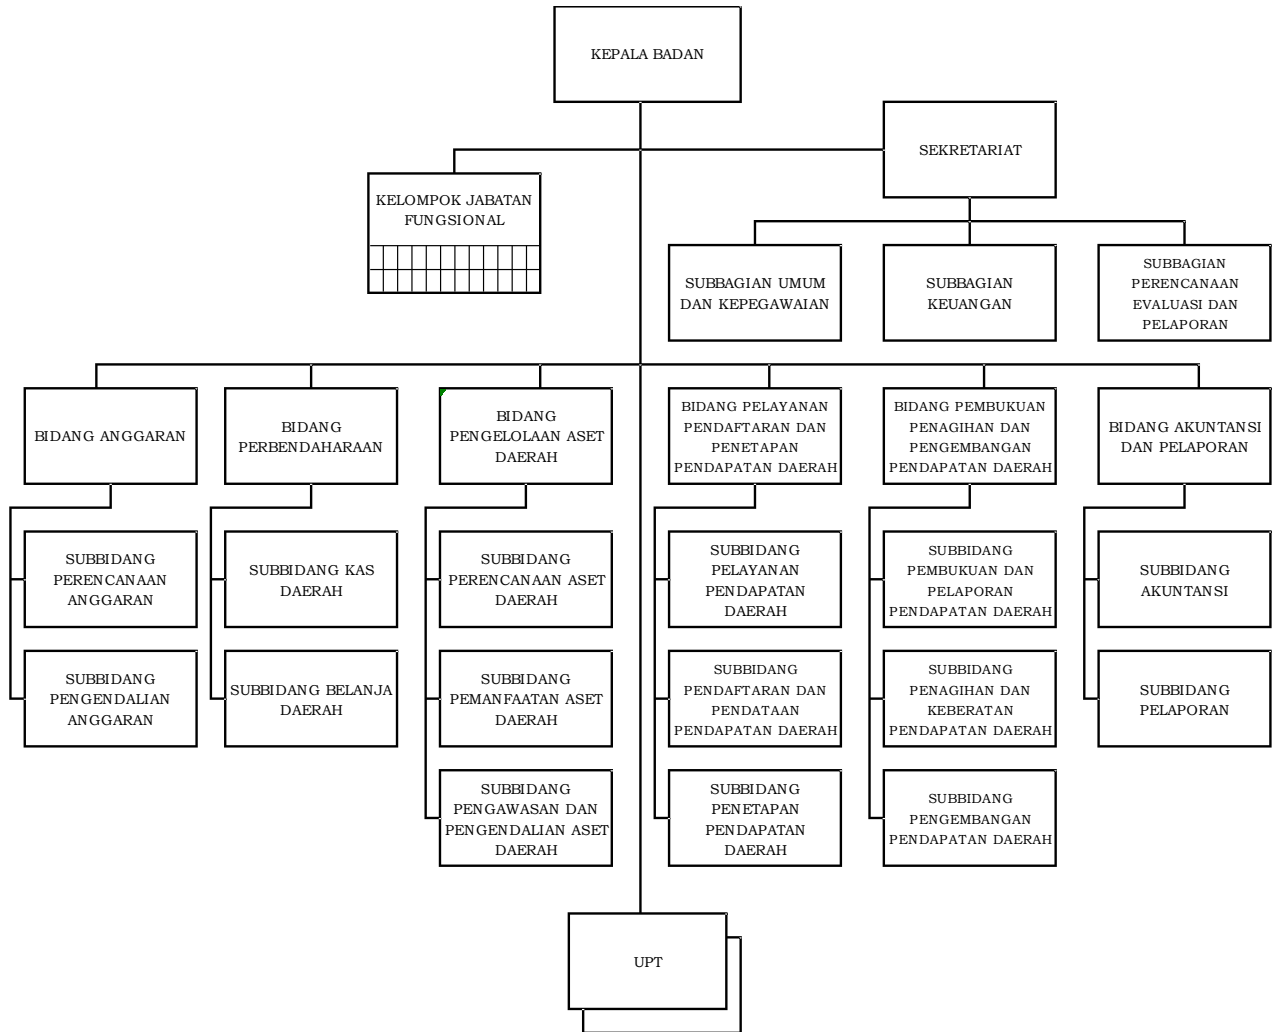 KEPALA BADAN
SEKRETARIAT
KELOMPOK JABATAN
FUNGSIONAL
SUBBAGIAN UMUM
DAN KEPEGAWAIAN
SUBBAGIAN
KEUANGAN
SUBBAGIAN
PERENCANAAN
EVALUASI DAN
PELAPORAN
BIDANG ANGGARAN
BIDANG
PERBENDAHARAAN
BIDANG
PENGELOLAAN ASET
DAERAH
BIDANG PELAYANAN
PENDAFTARAN DAN
PENETAPAN
PENDAPATAN DAERAH
BIDANG PEMBUKUAN
PENAGIHAN DAN
PENGEMBANGAN
PENDAPATAN DAERAH
BIDANG AKUNTANSI
DAN PELAPORAN
SUBBIDANG
PERENCANAAN
ANGGARAN
SUBBIDANG KAS
DAERAH
SUBBIDANG
PERENCANAAN ASET
DAERAH
SUBBIDANG
PELAYANAN
PENDAPATAN
DAERAH
SUBBIDANG
PEMBUKUAN DAN
PELAPORAN
PENDAPATAN DAERAH
SUBBIDANG
AKUNTANSI
SUBBIDANG
PENGENDALIAN
ANGGARAN
SUBBIDANG BELANJA
DAERAH
SUBBIDANG
PEMANFAATAN ASET
DAERAH
SUBBIDANG
PENDAFTARAN DAN
PENDATAAN
PENDAPATAN DAERAH
SUBBIDANG
PENAGIHAN DAN
KEBERATAN
PENDAPATAN DAERAH
SUBBIDANG
PELAPORAN
SUBBIDANG
PENGAWASAN DAN
PENGENDALIAN ASET
DAERAH
SUBBIDANG
PENETAPAN
PENDAPATAN
DAERAH
SUBBIDANG
PENGEMBANGAN
PENDAPATAN DAERAH
UPT